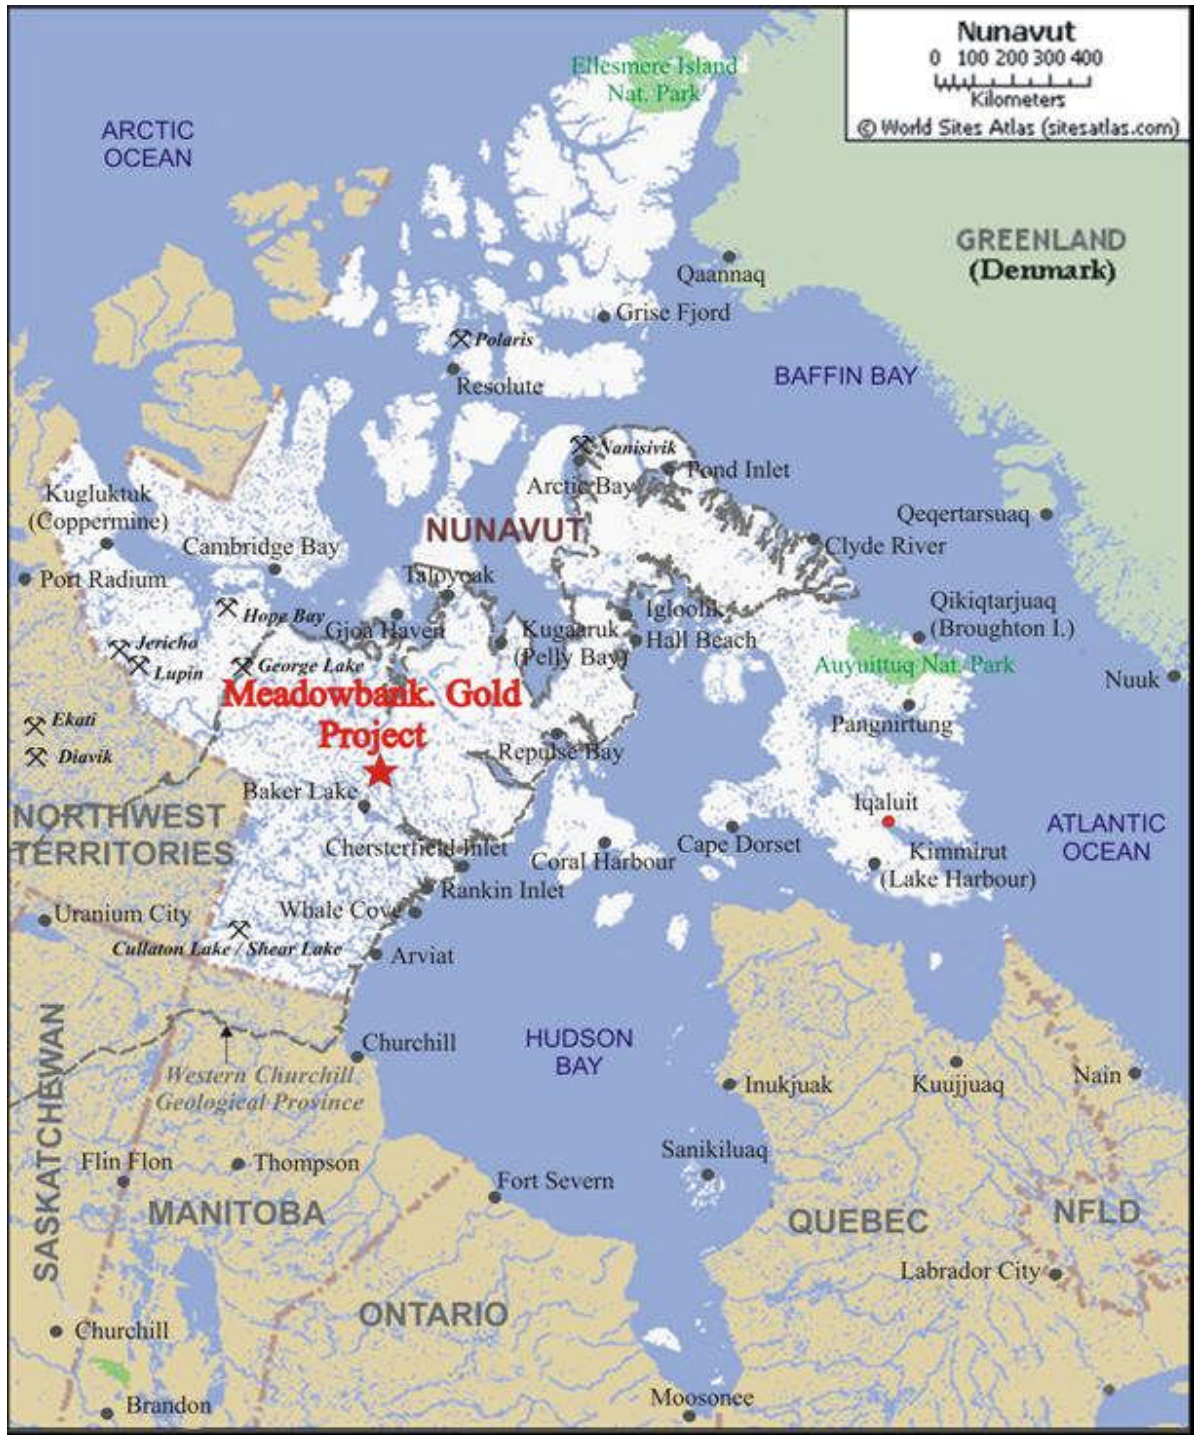 Nunavut
0 100 200 300 400
Kilometers
© World Sites Atlas (sitesatlas.com)
Ellesmere Island
Nat. Park
ARCTIC
OCEAN
GREENLAND
(Denmark)
Qaannaq
Grise Fjord
Polaris
Resolute
BAFFIN BAY
Nanisivik
Arctic Bay
Pond Inlet
Kugluktuk
(Coppermine)
NUNAVUT
Qeqertarsuaq
Cambridge Bay
Clyde River
Port Radium
Taloyoak
Hope Bay
Igloolik
Qikiqtarjuaq
(Broughton I.)
Gjoa Haven
Kugaaruk
(Pelly Bay)
Hall Beach
Jericho
Lupin
George Lake
Auyuittuq Nat. Park
Nuuk
Meadowbank. Gold
Project
Ekati
Diavik
Pangnirtung
Repulse Bay
Baker Lake
Iqaluit
NORTHWEST
TERRITORIES
ATLANTIC
OCEAN
Chersterfield Inlet
Coral Harbour
Cape Dorset
Kimmirut
(Lake Harbour)
Rankin Inlet
Whale Cove
Uranium City
Cullaton Lake / Shear Lake
Arviat
HUDSON
BAY
Churchill
Western Churchill
Geological Province
SASKATCHEWAN
Inukjuak
Kuujjuaq
Nain
Flin Flon
Thompson
Sanikiluaq
Fort Severn
MANITOBA
QUEBEC
NFLD
Labrador City
ONTARIO
Churchill
Brandon
Moosonee